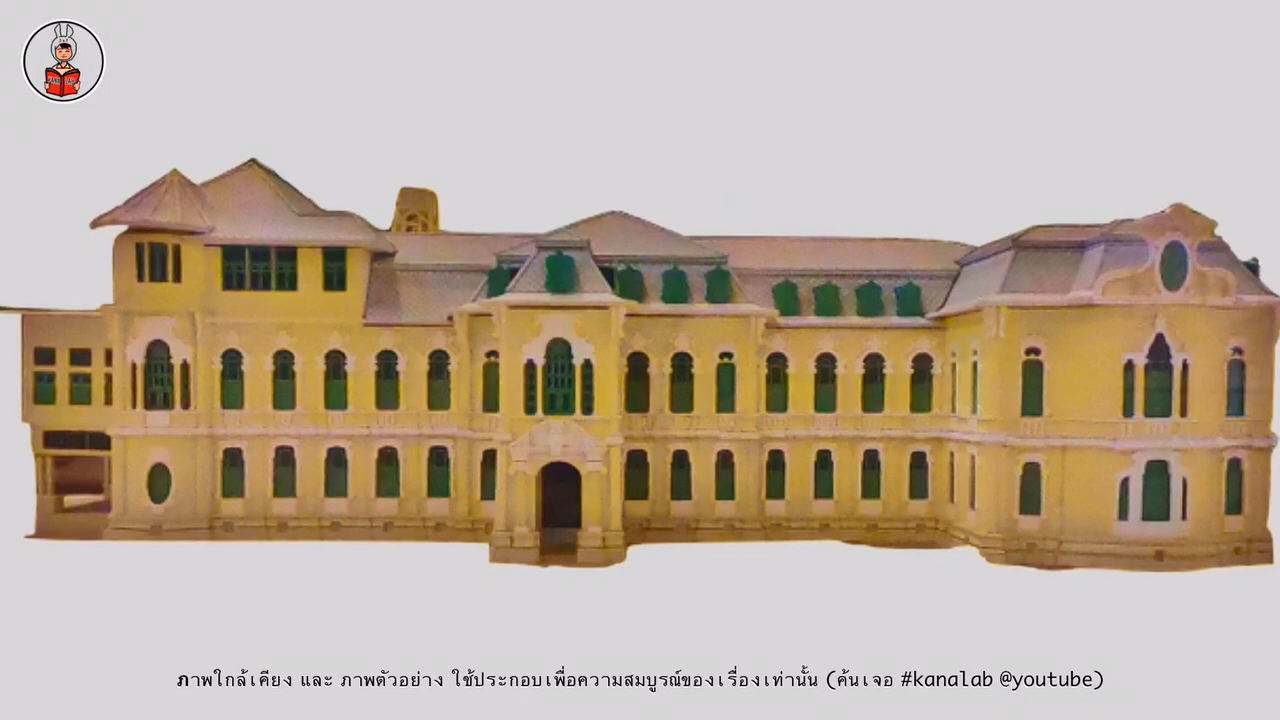 ภาพใกล้เคียง และ ภาพตัวอย่าง ใช้ประกอบเพื่อความสมบูรณ์ของเรื่องเท่านั้น (ค้นเจอ #kanalab @youtube)